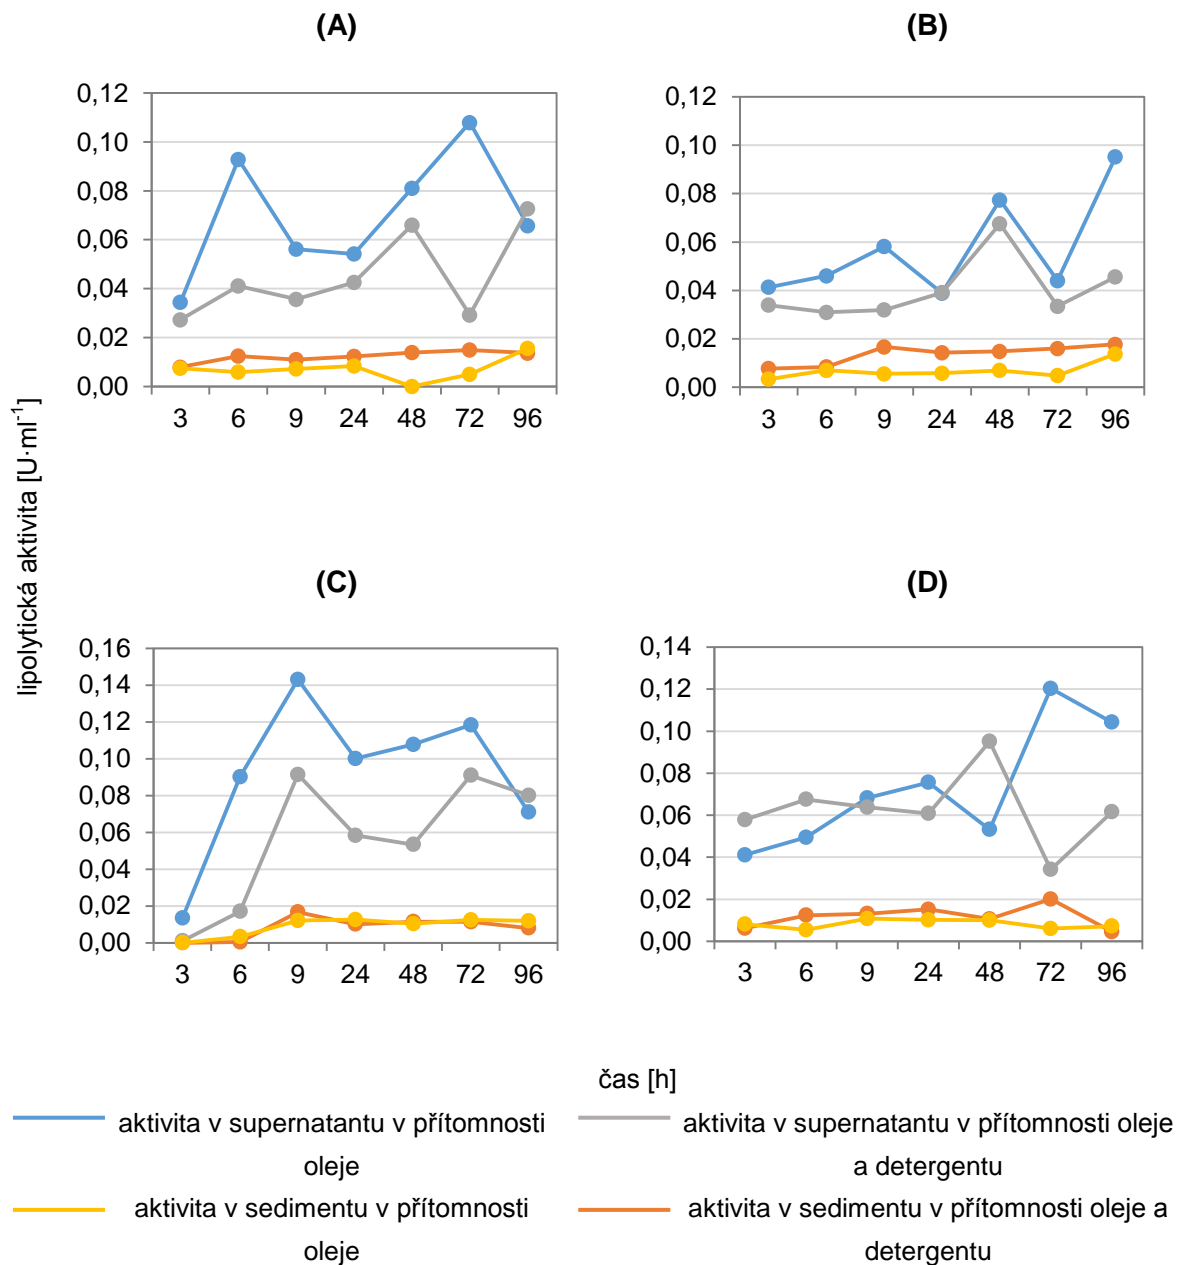 (A)
0,12
0,10
0,08
0,06
0,04
0,02
0,00
3 6 9 24 48 72 96
(B)
0,12
0,10
0,08
0,06
0,04
0,02
0,00
3 6 9 24 48 72 96
lipolytická aktivita [U·ml⁻¹]
(C)
0,16
0,14
0,12
0,10
0,08
0,06
0,04
0,02
0,00
3 6 9 24 48 72 96
(D)
0,14
0,12
0,10
0,08
0,06
0,04
0,02
0,00
3 6 9 24 48 72 96
čas [h]
aktivita v supernatantu v přítomnosti
oleje
aktivita v supernatantu v přítomnosti oleje
a detergentu
aktivita v sedimentu v přítomnosti
oleje
aktivita v sedimentu v přítomnosti oleje a
detergentu